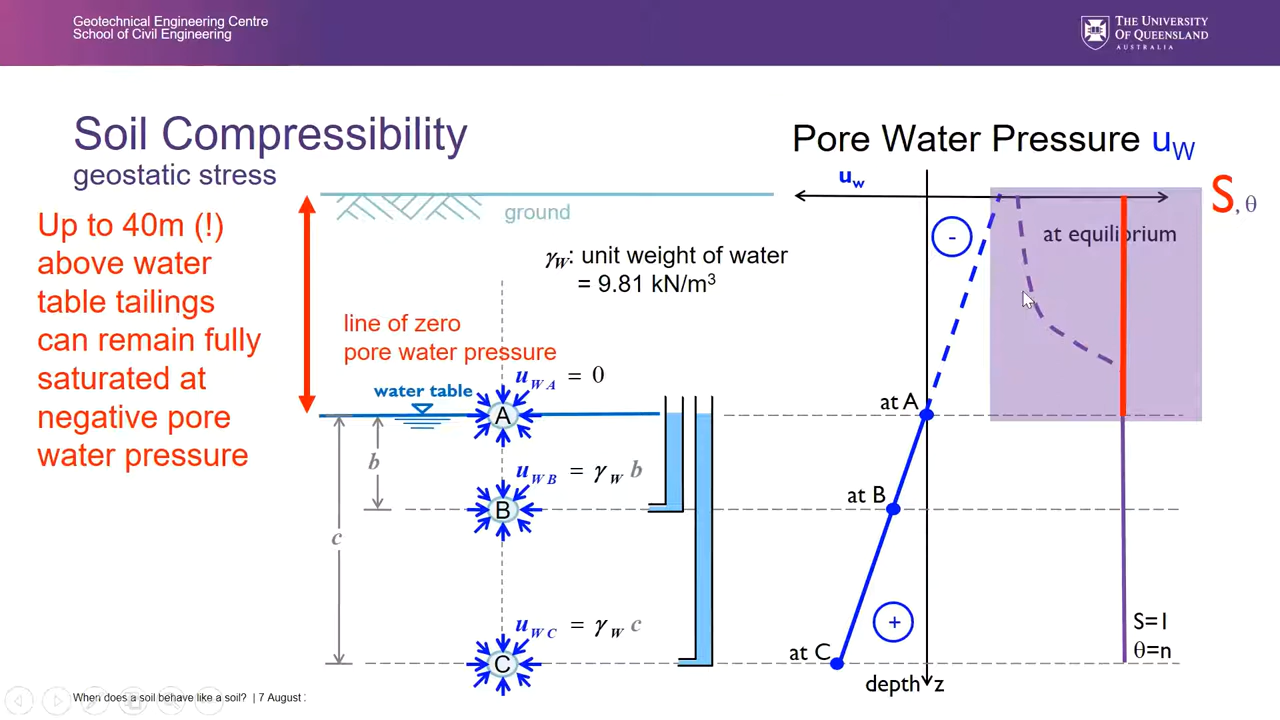 Geotechnical Engineering Centre
School of Civil Engineering
THE UNIVERSITY
OF QUEENSLAND
AUSTRALIA
Soil Compressibility
geostatic stress
Up to 40m (!)
above water
table tailings
can remain fully
saturated at
negative pore
water pressure
ground
γW: unit weight of water
= 9.81 kN/m³
line of zero
pore water pressure
water table
uWA = 0
A
b
uWB = γW b
B
c
uWC = γW c
C
Pore Water Pressure uW
uw
S, θ
-
at equilibrium
at A
at B
+
at C
S=1
θ=n
depth z
When does a soil behave like a soil? | 7 August